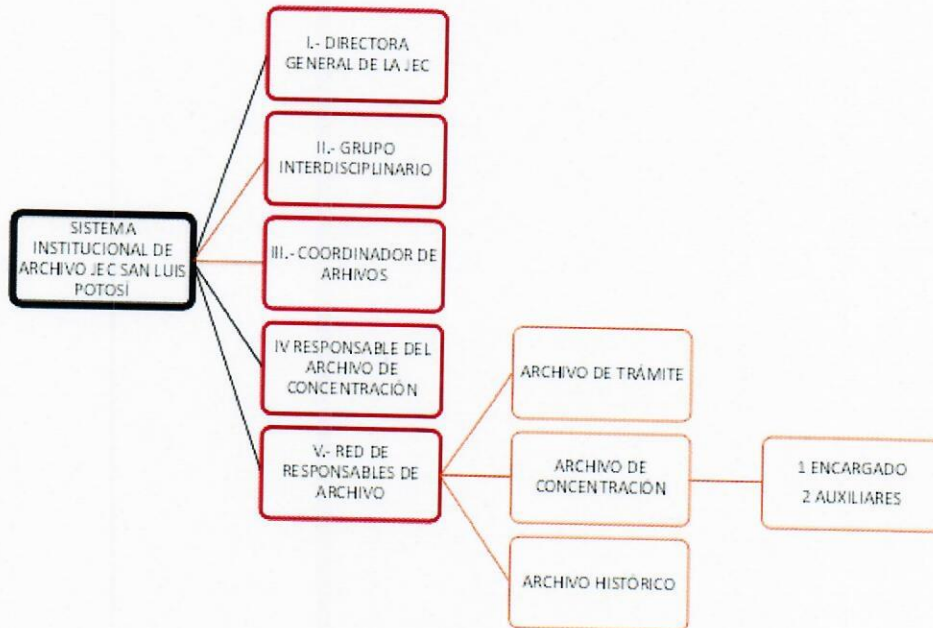 I.- DIRECTORA
GENERAL DE LA JEC
II.- GRUPO
INTERDISCIPLINARIO
SISTEMA
INSTITUCIONAL DE
ARCHIVO JEC SAN LUIS
POTOSÍ
III.- COORDINADOR DE
ARHIVOS
IV RESPONSABLE DEL
ARCHIVO DE
CONCENTRACIÓN
V.- RED DE
RESPONSABLES DE
ARCHIVO
ARCHIVO DE TRÁMITE
ARCHIVO DE
CONCENTRACIÓN
1 ENCARGADO
2 AUXILIARES
ARCHIVO HISTÓRICO